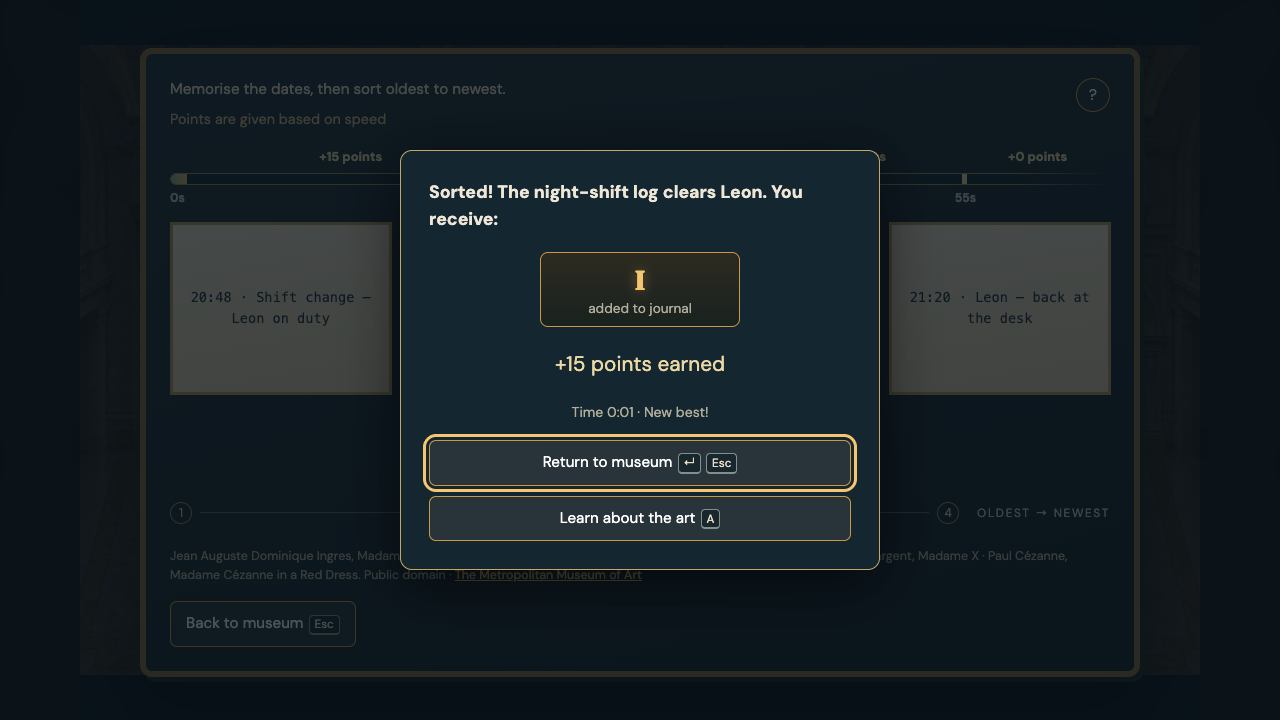 Memorise the dates, then sort oldest to newest.
?
Points are given based on speed
+15 points
+0 points
0s
55s
Sorted! The night-shift log clears Leon. You
receive:
I
added to journal
+15 points earned
Time 0:01 · New best!
Return to museum ↵ Esc
Learn about the art A
20:48 · Shift change —
Leon on duty
21:20 · Leon — back at
the desk
1
4
OLDEST → NEWEST
Jean Auguste Dominique Ingres, Madam
rgent, Madame X · Paul Cézanne,
Madame Cézanne in a Red Dress. Public domain · The Metropolitan Museum of Art
Back to museum Esc